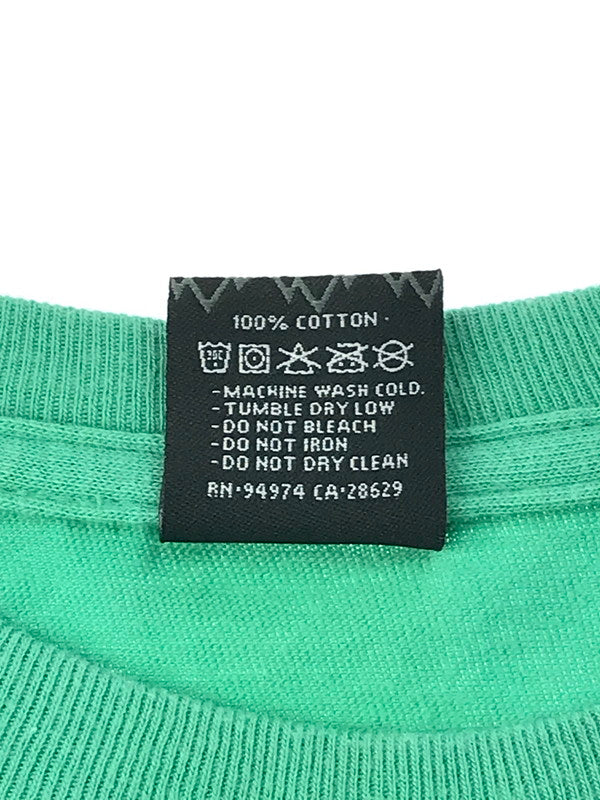 100% COTTON ·
30C
-MACHINE WASH COLD.
-TUMBLE DRY LOW
-DO NOT BLEACH
-DO NOT IRON
-DO NOT DRY CLEAN
RN·94974 CA·28629